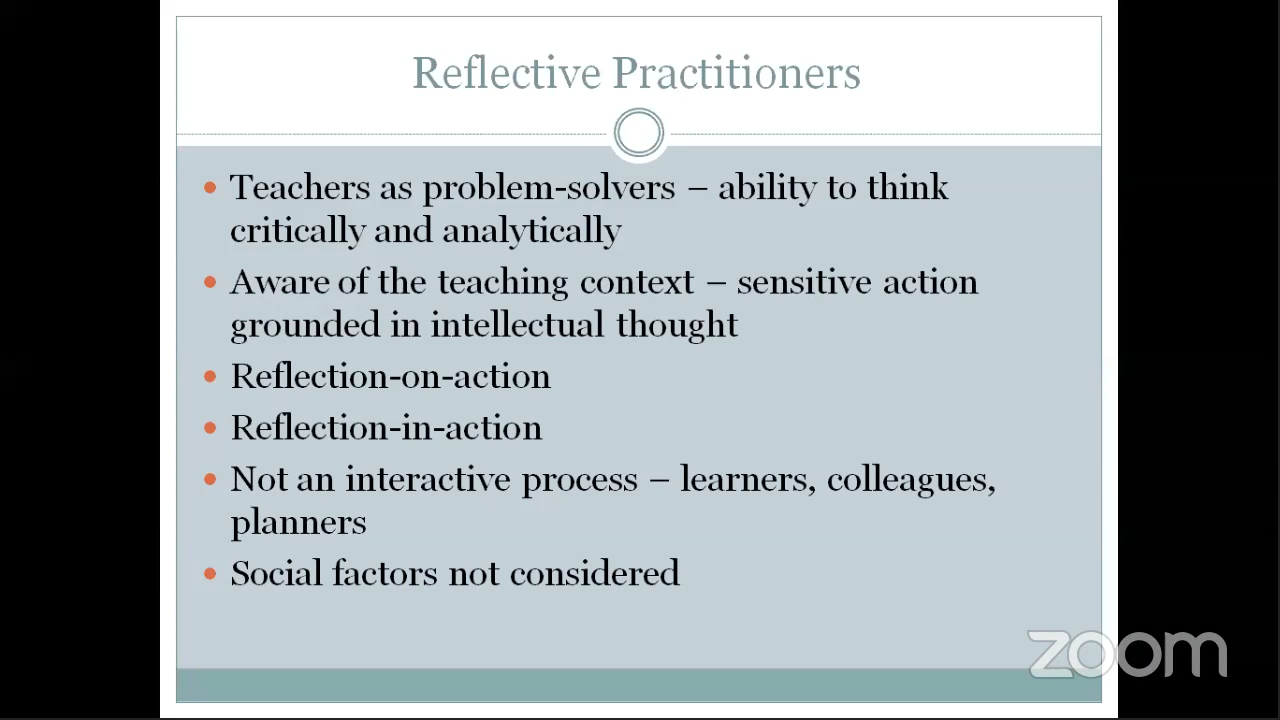 Reflective Practitioners
• Teachers as problem-solvers – ability to think
critically and analytically
• Aware of the teaching context – sensitive action
grounded in intellectual thought
• Reflection-on-action
• Reflection-in-action
• Not an interactive process – learners, colleagues,
planners
• Social factors not considered
zoom